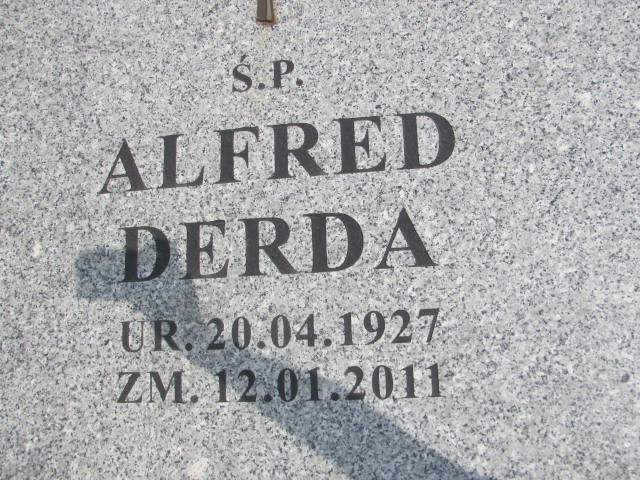 Ś.P.
ALFRED
DERDA
UR. 20.04.1927
ZM. 12.01.2011